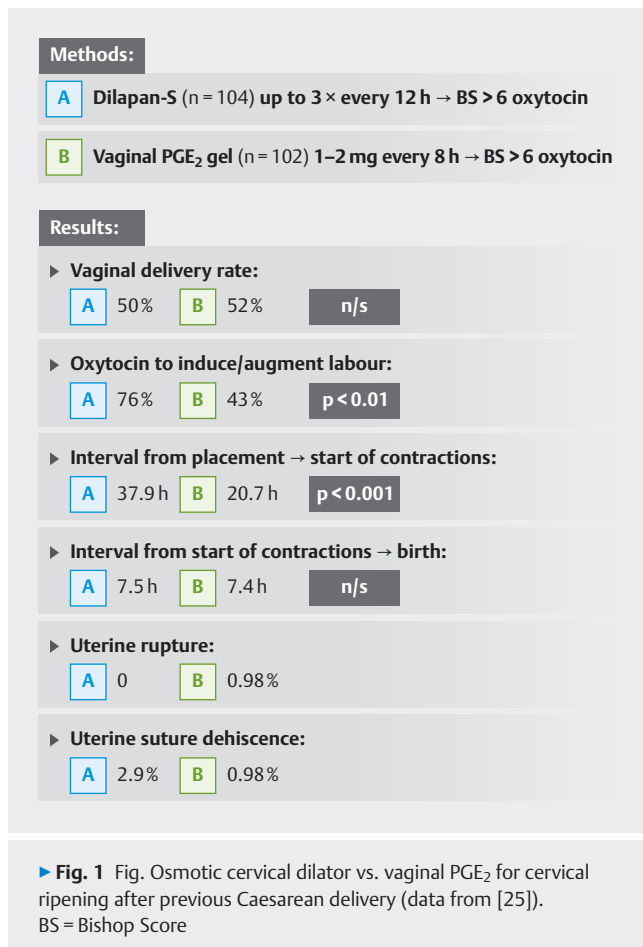 Methods:
A Dilapan-S (n = 104) up to 3 × every 12 h → BS > 6 oxytocin
B Vaginal PGE₂ gel (n = 102) 1–2 mg every 8 h → BS > 6 oxytocin
Results:
▶ Vaginal delivery rate:
A 50 % B 52 % n/s
▶ Oxytocin to induce/augment labour:
A 76 % B 43 % p < 0.01
▶ Interval from placement → start of contractions:
A 37.9 h B 20.7 h p < 0.001
▶ Interval from start of contractions → birth:
A 7.5 h B 7.4 h n/s
▶ Uterine rupture:
A 0 B 0.98 %
▶ Uterine suture dehiscence:
A 2.9 % B 0.98 %
▶ Fig. 1 Fig. Osmotic cervical dilator vs. vaginal PGE₂ for cervical
ripening after previous Caesarean delivery (data from [25]).
BS = Bishop Score